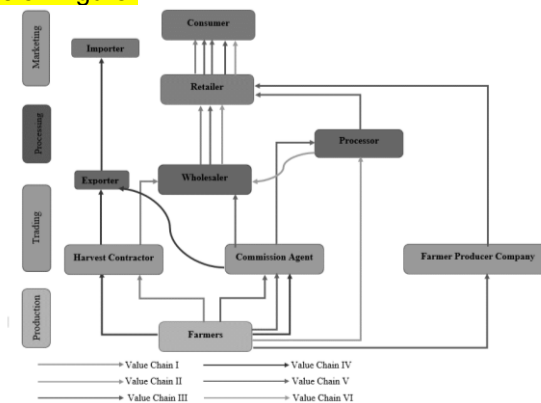 Marketing
Consumer
Importer
Retailer
Processing
Processor
Exporter
Wholesaler
Trading
Harvest Contractor
Commission Agent
Farmer Producer Company
Production
Farmers
Value Chain I
Value Chain IV
Value Chain II
Value Chain V
Value Chain III
Value Chain VI